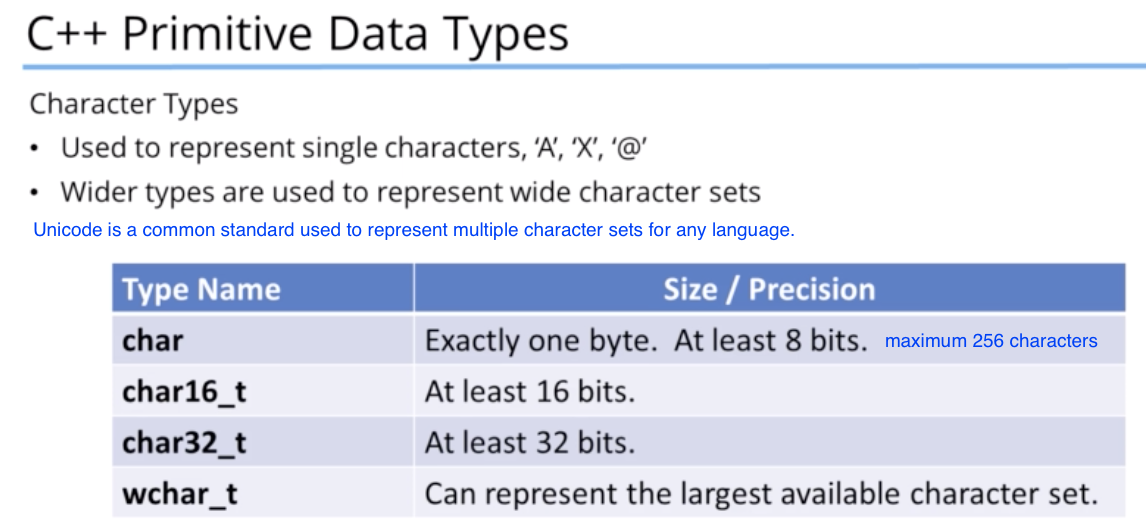 C++ Primitive Data Types
Character Types
• Used to represent single characters, ‘A’, ‘X’, ‘@’
• Wider types are used to represent wide character sets
Unicode is a common standard used to represent multiple character sets for any language.
Type Name Size / Precision
char Exactly one byte. At least 8 bits. maximum 256 characters
char16_t At least 16 bits.
char32_t At least 32 bits.
wchar_t Can represent the largest available character set.